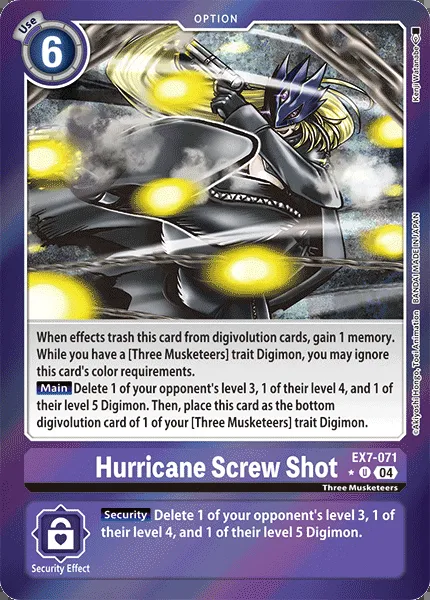 OPTION
Use
6
Kenji Watanabe
©Akiyoshi Hongo, Toei Animation BANDAI MADE IN JAPAN
When effects trash this card from digivolution cards, gain 1 memory.
While you have a [Three Musketeers] trait Digimon, you may ignore
this card's color requirements.
Main Delete 1 of your opponent's level 3, 1 of their level 4, and 1 of
their level 5 Digimon. Then, place this card as the bottom
digivolution card of 1 of your [Three Musketeers] trait Digimon.
EX7-071
Hurricane Screw Shot ★ U 04
Three Musketeers
Security Delete 1 of your opponent's level 3, 1 of
their level 4, and 1 of their level 5 Digimon.
Security Effect